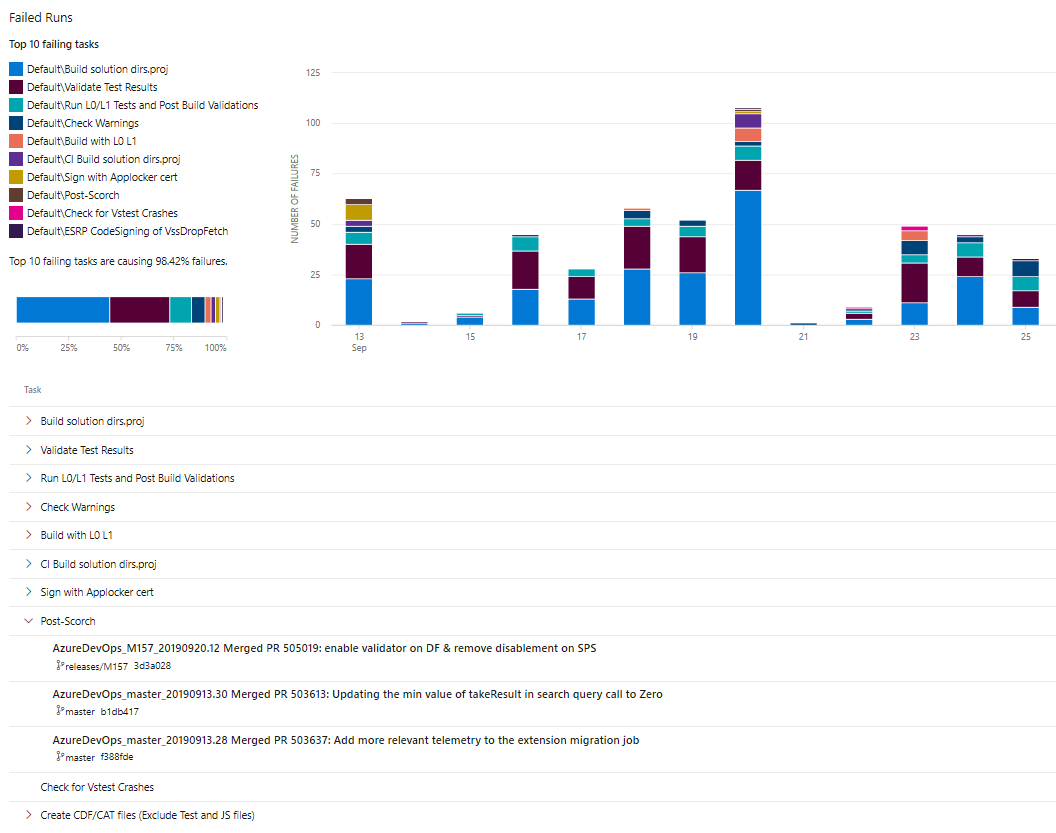 Failed Runs
Top 10 failing tasks
Default\Build solution dirs.proj
Default\Validate Test Results
Default\Run L0/L1 Tests and Post Build Validations
Default\Check Warnings
Default\Build with L0 L1
Default\CI Build solution dirs.proj
Default\Sign with Applocker cert
Default\Post-Scorch
Default\Check for Vstest Crashes
Default\ESRP CodeSigning of VssDropFetch
Top 10 failing tasks are causing 98.42% failures.
0% 25% 50% 75% 100%
NUMBER OF FAILURES
125
100
75
50
25
0
13 15 17 19 21 23 25
Sep
Task
Build solution dirs.proj
Validate Test Results
Run L0/L1 Tests and Post Build Validations
Check Warnings
Build with L0 L1
CI Build solution dirs.proj
Sign with Applocker cert
Post-Scorch
AzureDevOps_M157_20190920.12 Merged PR 505019: enable validator on DF & remove disablement on SPS
releases/M157 3d3a028
AzureDevOps_master_20190913.30 Merged PR 503613: Updating the min value of takeResult in search query call to Zero
master b1db417
AzureDevOps_master_20190913.28 Merged PR 503637: Add more relevant telemetry to the extension migration job
master f388fde
Check for Vstest Crashes
Create CDF/CAT files (Exclude Test and JS files)